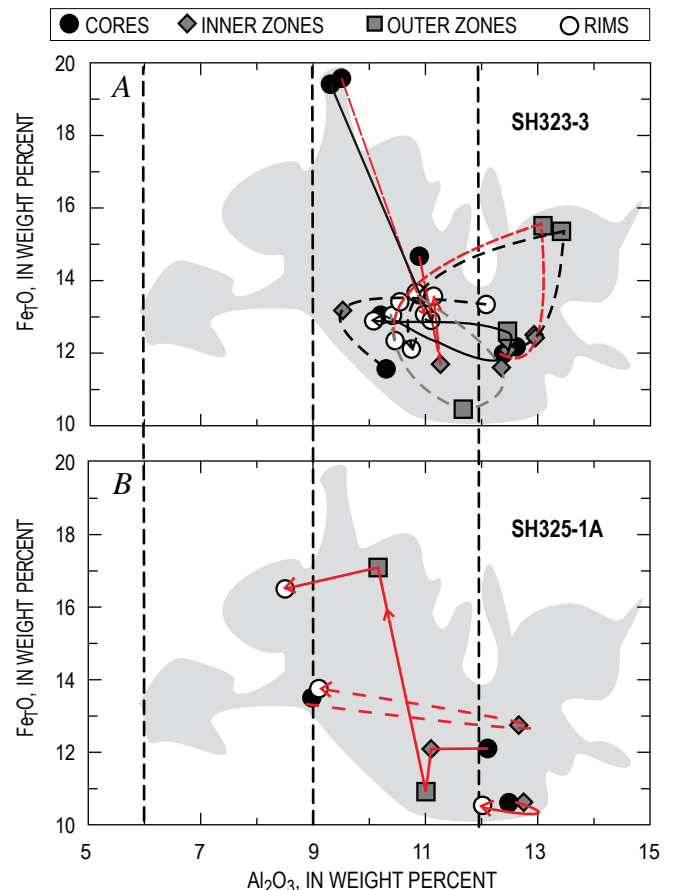 CORES INNER ZONES OUTER ZONES RIMS
A
SH323-3
20
18
16
14
12
10
FeTO, IN WEIGHT PERCENT
B
SH325-1A
20
18
16
14
12
10
FeTO, IN WEIGHT PERCENT
5 7 9 11 13 15
Al2O3, IN WEIGHT PERCENT